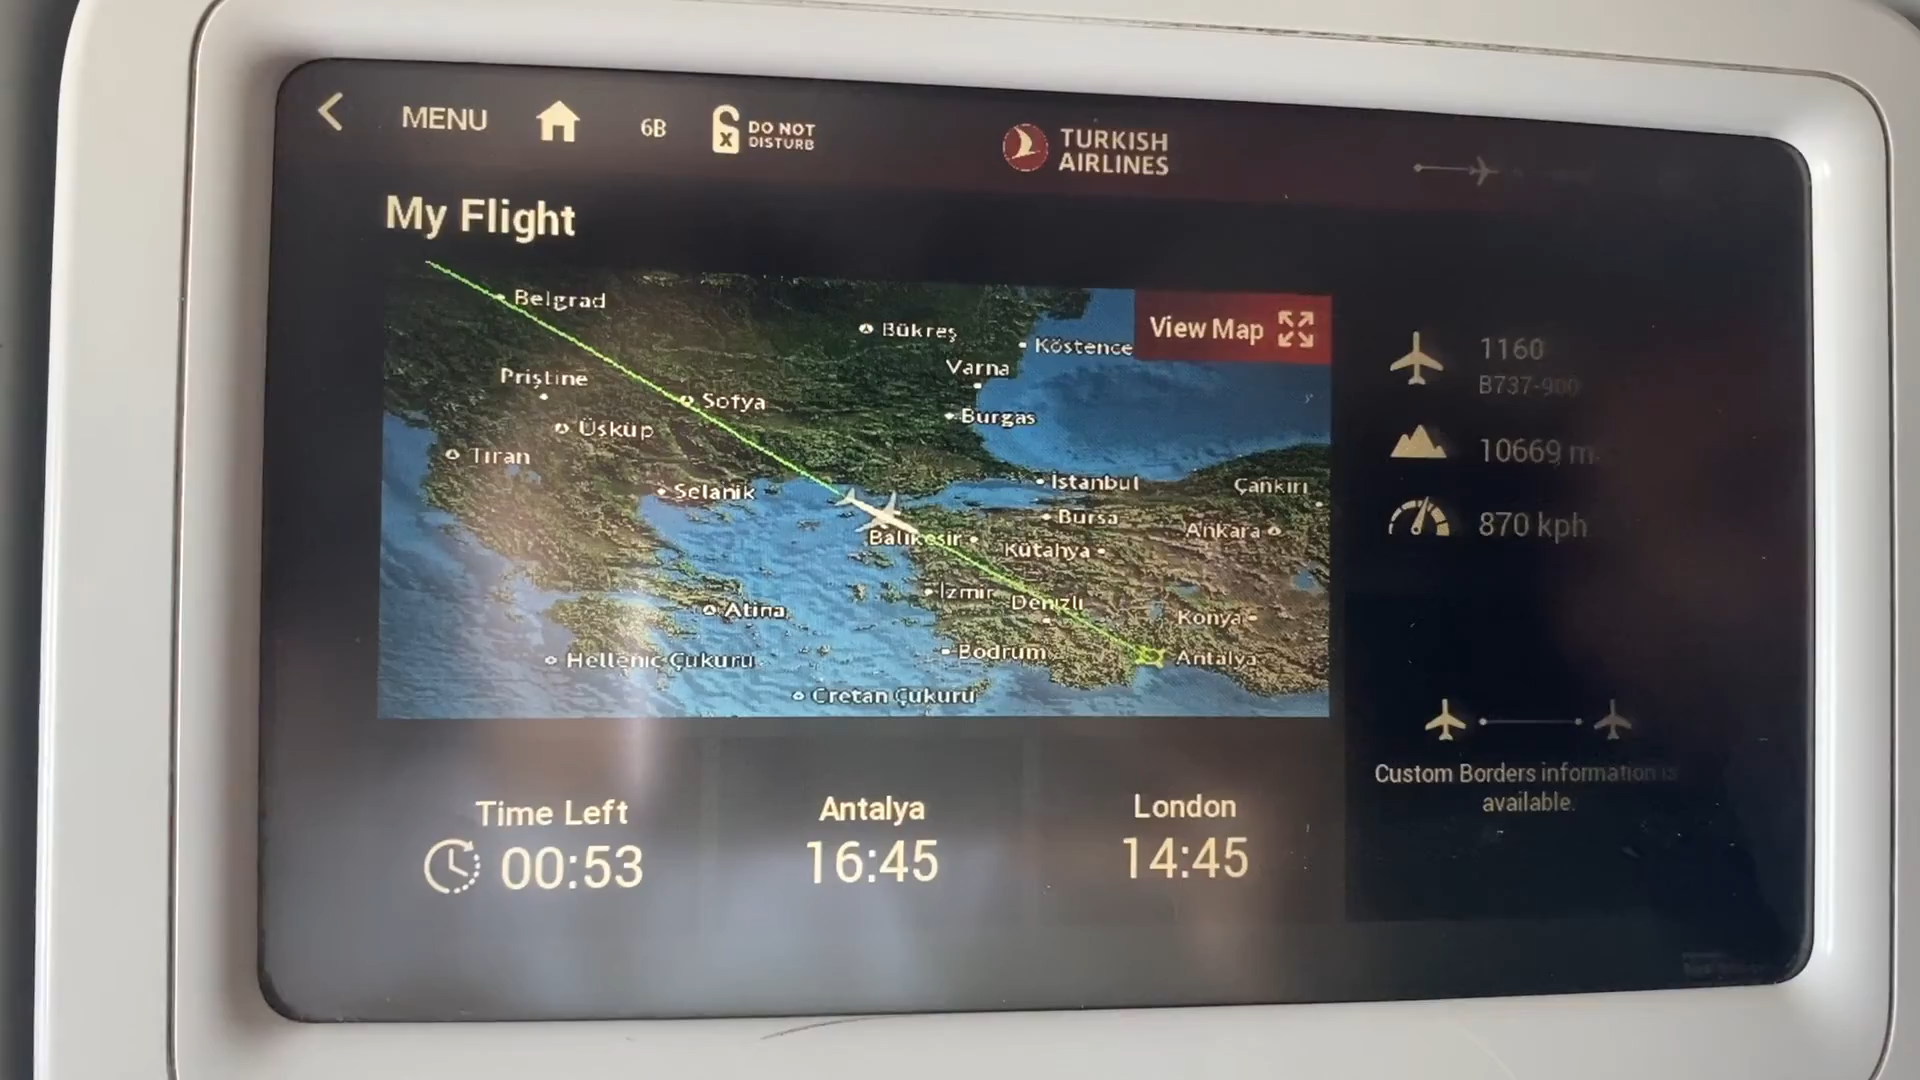 MENU
6B
DO NOT
DISTURB
TURKISH
AIRLINES
My Flight
Belgrad
Bükreş
View Map
Köstence
Varna
Priştine
Sofya
Burgas
Üsküp
Tiran
Selanik
İstanbul
Çankırı
Bursa
Ankara
Balıkesir
Kütahya
İzmir
Denizli
Atina
Konya
Bodrum
Antalya
Hellenic Çukuru
Cretan Çukuru
1160
B737-900
10669 m
870 kph
Time Left
00:53
Antalya
16:45
London
14:45
Custom Borders information is
available.